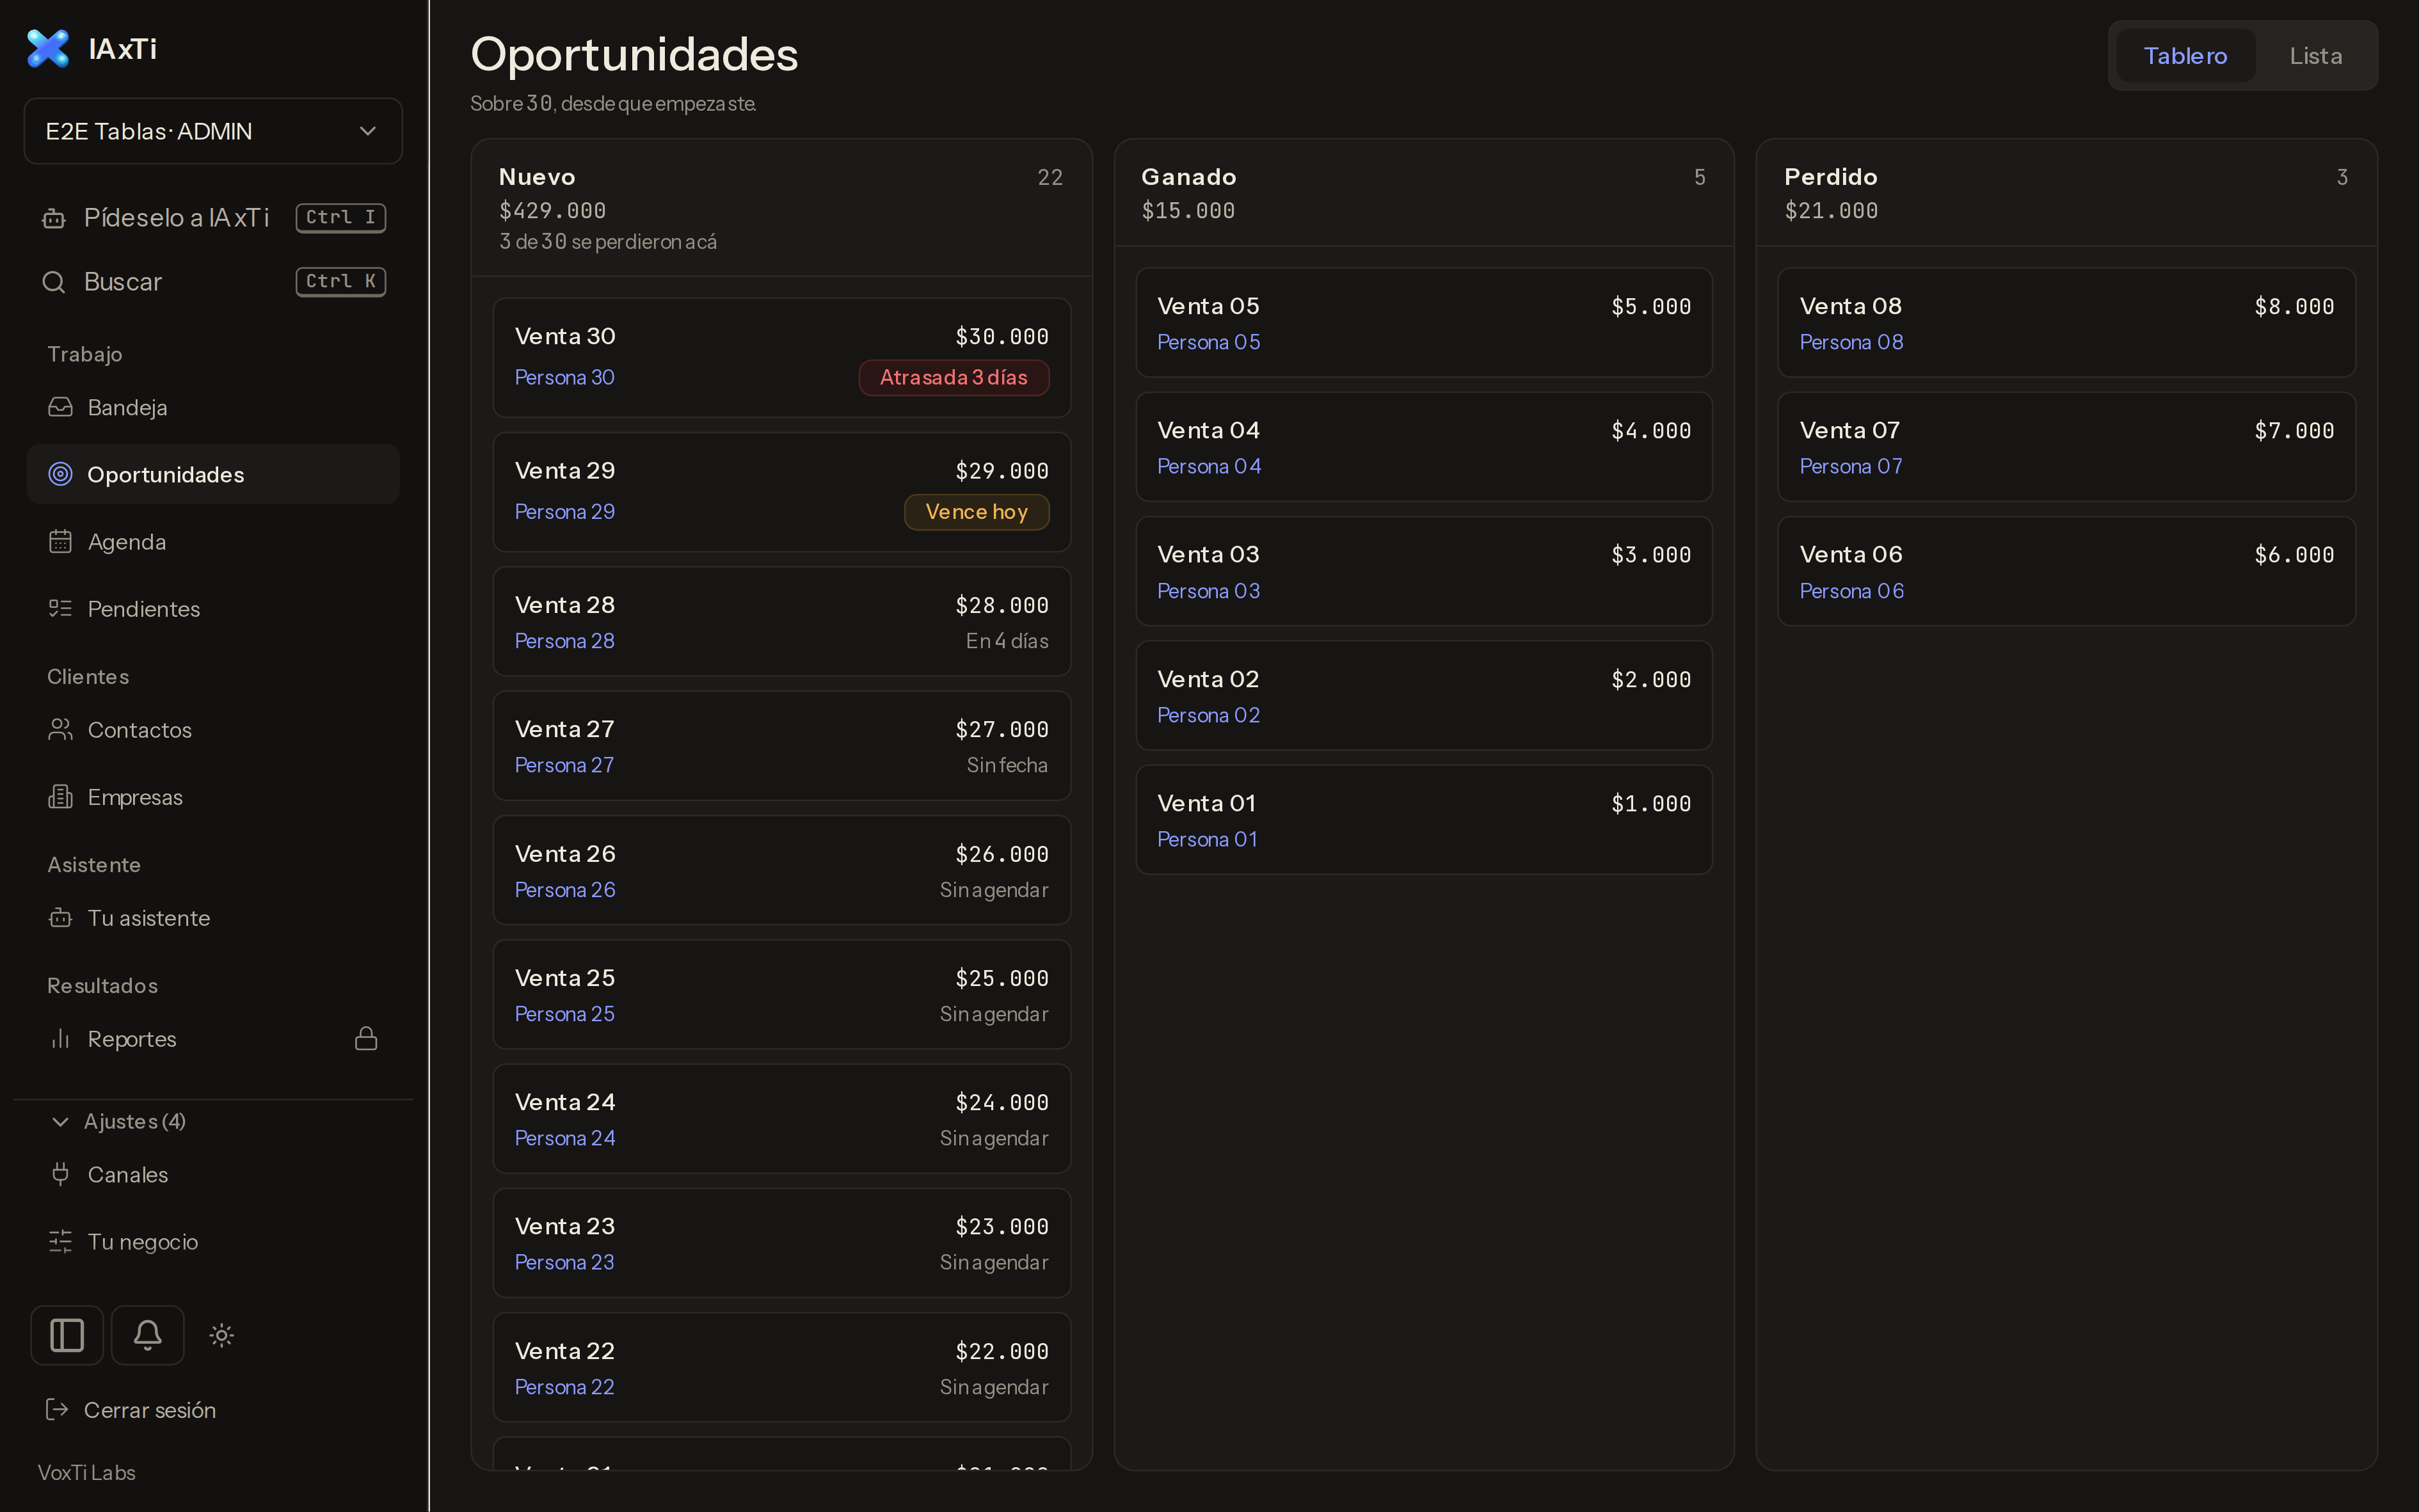 IAxTi
E2E Tablas · ADMIN
Pídeselo a IAxTi Ctrl I
Buscar Ctrl K
Trabajo
Bandeja
Oportunidades
Agenda
Pendientes
Clientes
Contactos
Empresas
Asistente
Tu asistente
Resultados
Reportes
Ajustes (4)
Canales
Tu negocio
Cerrar sesión
VoxTi Labs
Oportunidades
Sobre 30, desde que empezaste.
Tablero Lista
Nuevo 22
$429.000
3 de 30 se perdieron acá
Venta 30 $30.000
Persona 30 Atrasada 3 días
Venta 29 $29.000
Persona 29 Vence hoy
Venta 28 $28.000
Persona 28 En 4 días
Venta 27 $27.000
Persona 27 Sin fecha
Venta 26 $26.000
Persona 26 Sin agendar
Venta 25 $25.000
Persona 25 Sin agendar
Venta 24 $24.000
Persona 24 Sin agendar
Venta 23 $23.000
Persona 23 Sin agendar
Venta 22 $22.000
Persona 22 Sin agendar
Ganado 5
$15.000
Venta 05 $5.000
Persona 05
Venta 04 $4.000
Persona 04
Venta 03 $3.000
Persona 03
Venta 02 $2.000
Persona 02
Venta 01 $1.000
Persona 01
Perdido 3
$21.000
Venta 08 $8.000
Persona 08
Venta 07 $7.000
Persona 07
Venta 06 $6.000
Persona 06